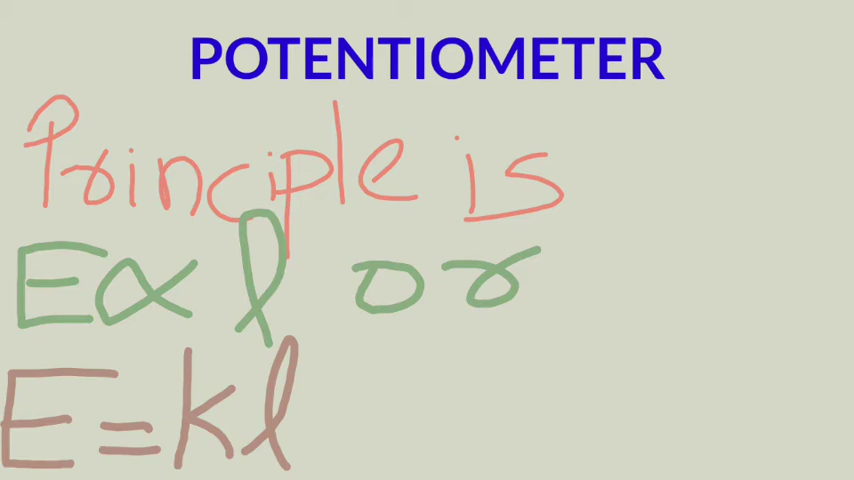 POTENTIOMETER
Principle is
E∝ l or
E=kl